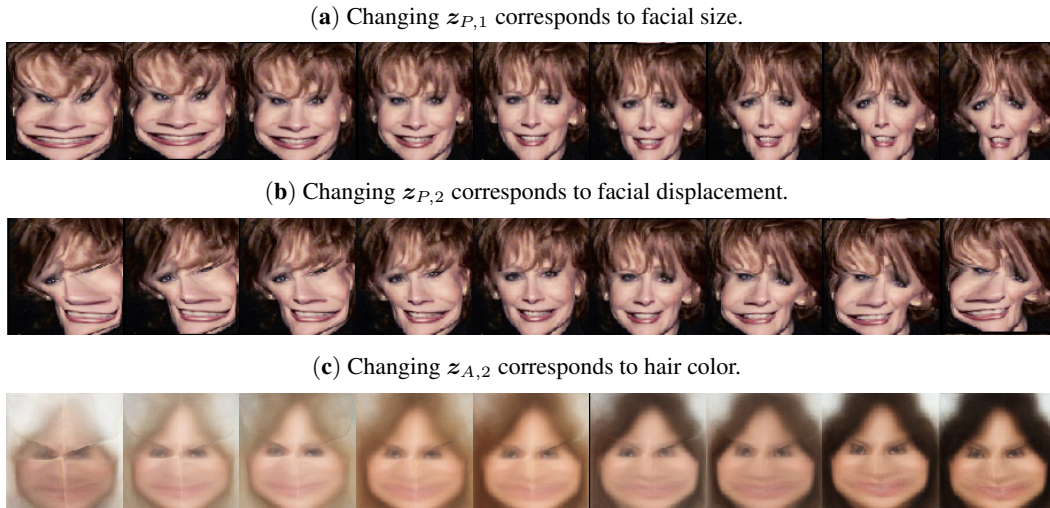 (a) Changing z_{P,1} corresponds to facial size.
(b) Changing z_{P,2} corresponds to facial displacement.
(c) Changing z_{A,2} corresponds to hair color.